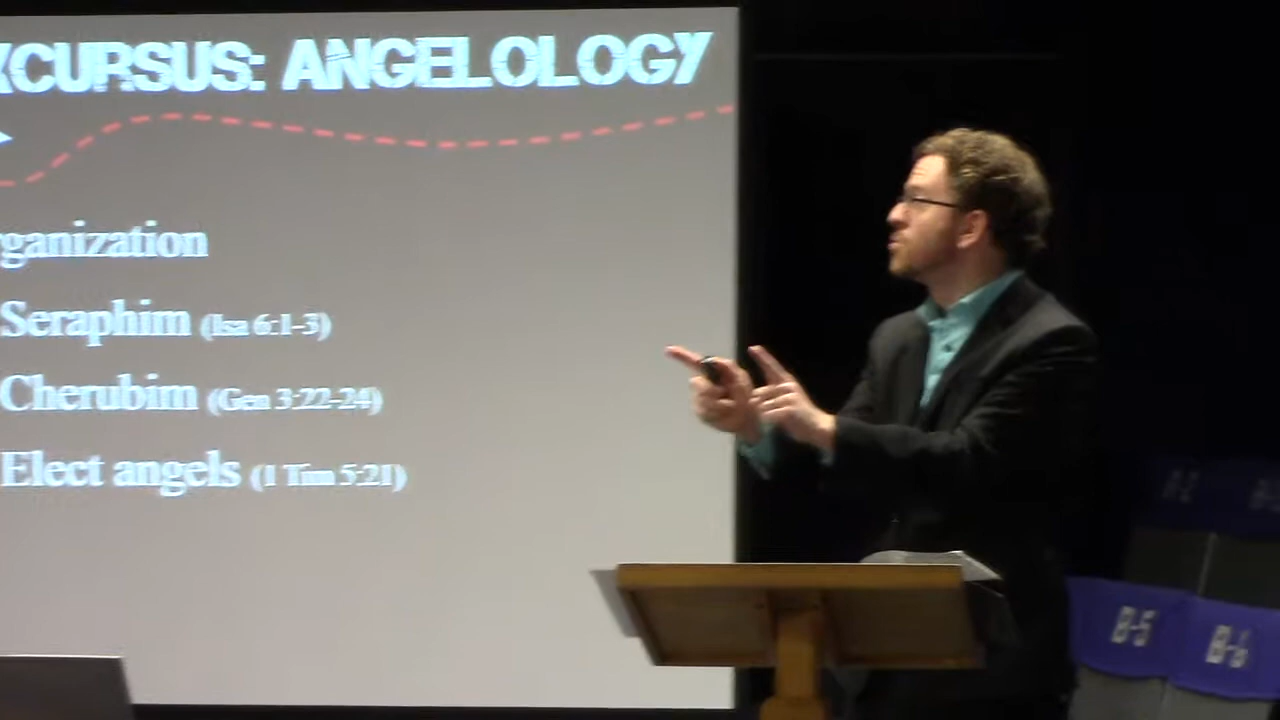 XCURSUS: ANGELOLOGY
rganization
Seraphim (Isa 6:1-3)
Cherubim (Gen 3:22-24)
Elect angels (1 Tim 5:21)
B-5
B-6